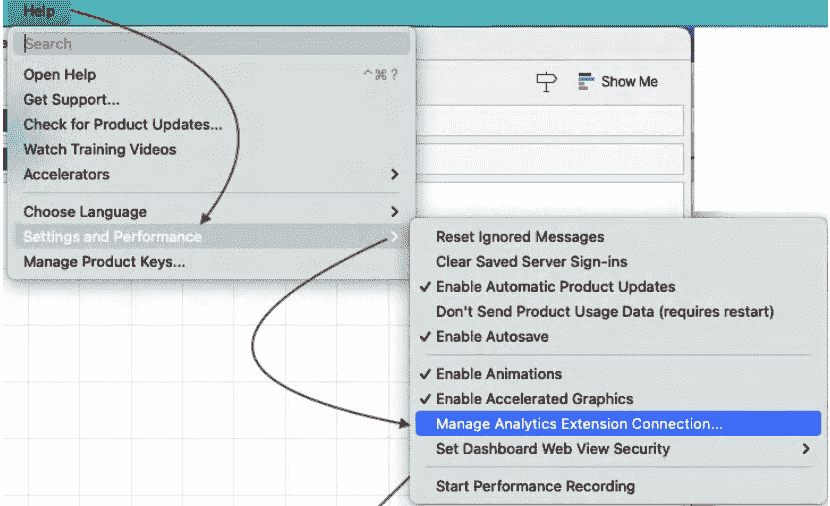 Help
Search
Open Help ^⌘?
Get Support...
Show Me
Check for Product Updates...
Watch Training Videos
Accelerators
Choose Language
Settings and Performance
Manage Product Keys...
Reset Ignored Messages
Clear Saved Server Sign-ins
✓ Enable Automatic Product Updates
Don't Send Product Usage Data (requires restart)
✓ Enable Autosave
✓ Enable Animations
✓ Enable Accelerated Graphics
Manage Analytics Extension Connection...
Set Dashboard Web View Security
Start Performance Recording